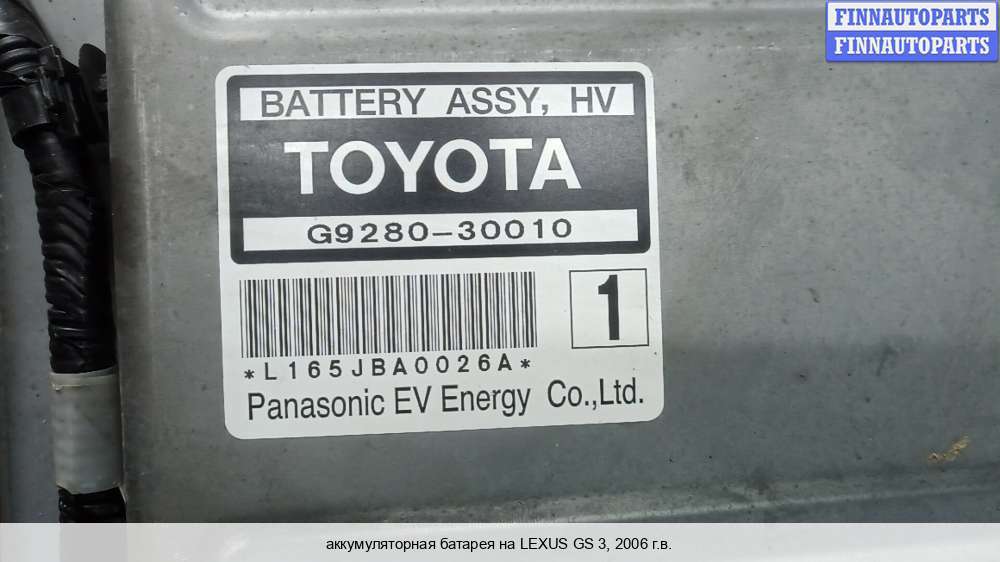 FINNAUTOPARTS
FINNAUTOPARTS
BATTERY ASSY, HV
TOYOTA
G9280-30010
1
*L165JBA0026A*
Panasonic EV Energy Co.,Ltd.
аккумуляторная батарея на LEXUS GS 3, 2006 г.в.